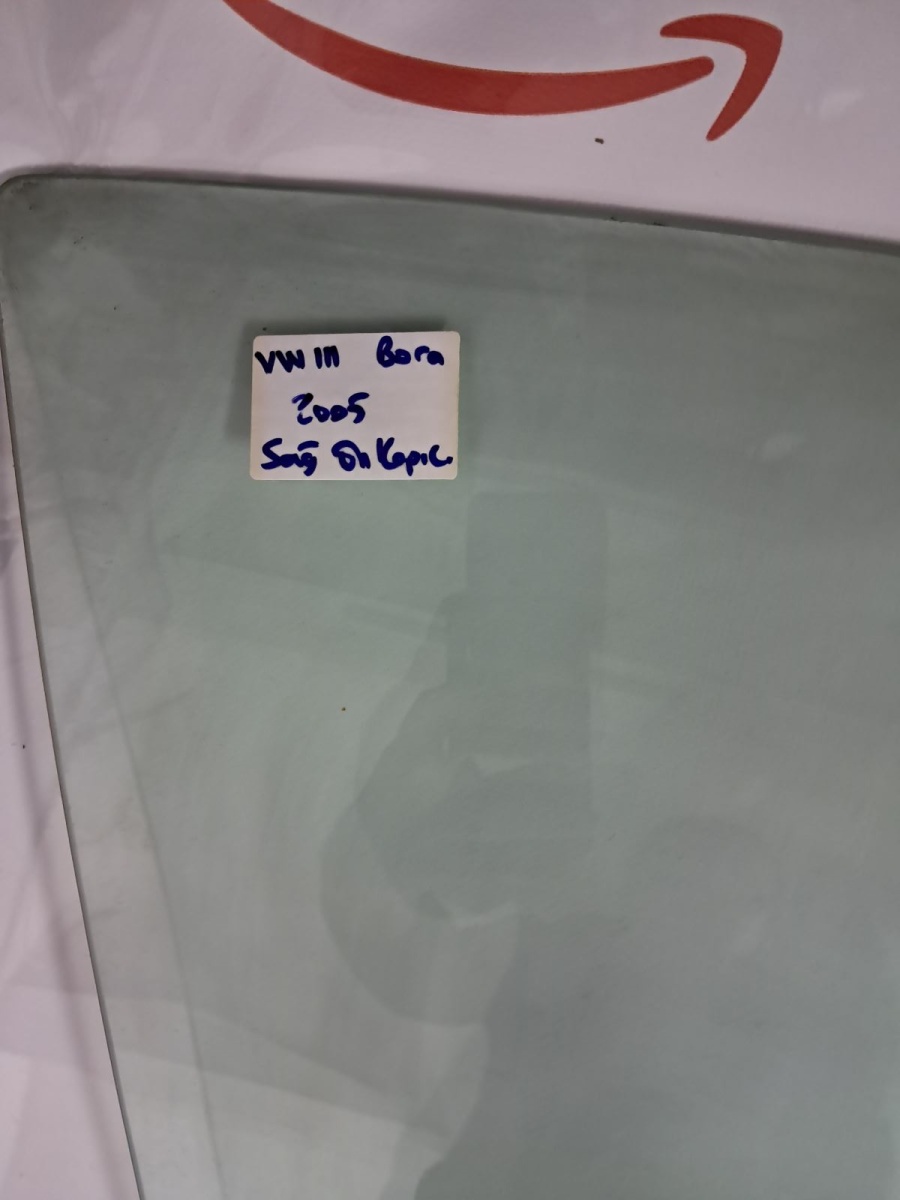 VW III Bora
2005
Sağ Ön Kapı C.